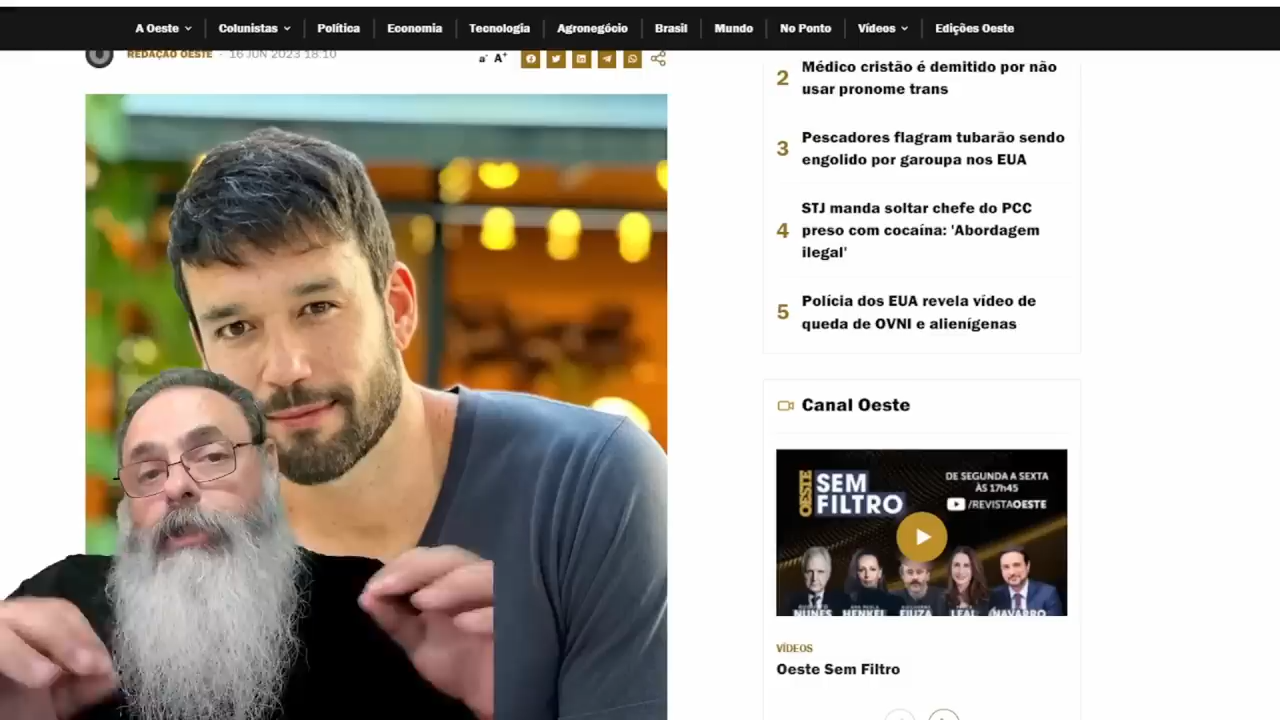 A Oeste
Colunistas
Política
Economia
Tecnologia
Agronegócio
Brasil
Mundo
No Ponto
Vídeos
Edições Oeste
REDAÇÃO OESTE - 16 JUN 2023 18:10
a- A+
2 Médico cristão é demitido por não
usar pronome trans
3 Pescadores flagram tubarão sendo
engolido por garoupa nos EUA
4 STJ manda soltar chefe do PCC
preso com cocaína: 'Abordagem
ilegal'
5 Polícia dos EUA revela vídeo de
queda de OVNI e alienígenas
Canal Oeste
OESTE
SEM
FILTRO
DE SEGUNDA A SEXTA
ÀS 17h45
/REVISTAOESTE
NUNES
HENKEL
FIUZA
LEAL
NAVARRO
VÍDEOS
Oeste Sem Filtro